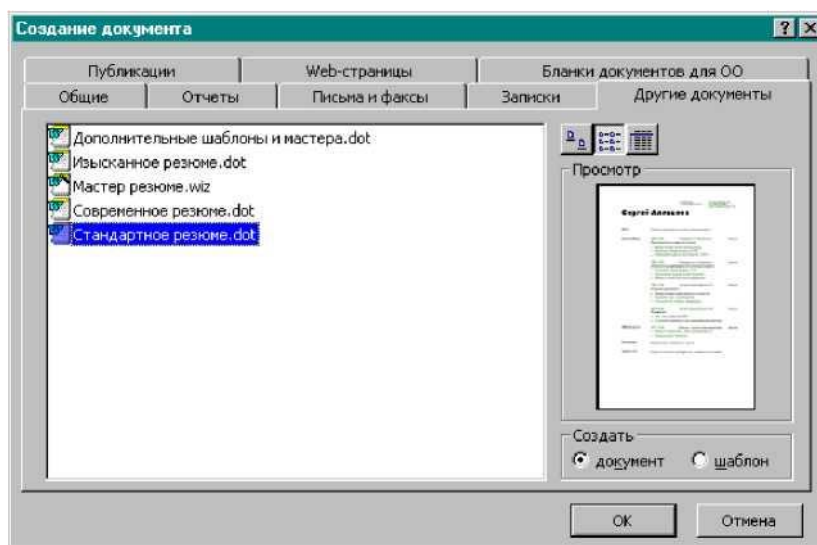 Создание документа
Публикации
Web-страницы
Бланки документов для ОО
Общие
Отчеты
Письма и факсы
Записки
Другие документы
Дополнительные шаблоны и мастера.dot
Изысканное резюме.dot
Мастер резюме.wiz
Современное резюме.dot
Стандартное резюме.dot
Просмотр
Создать
документ
шаблон
ОК
Отмена